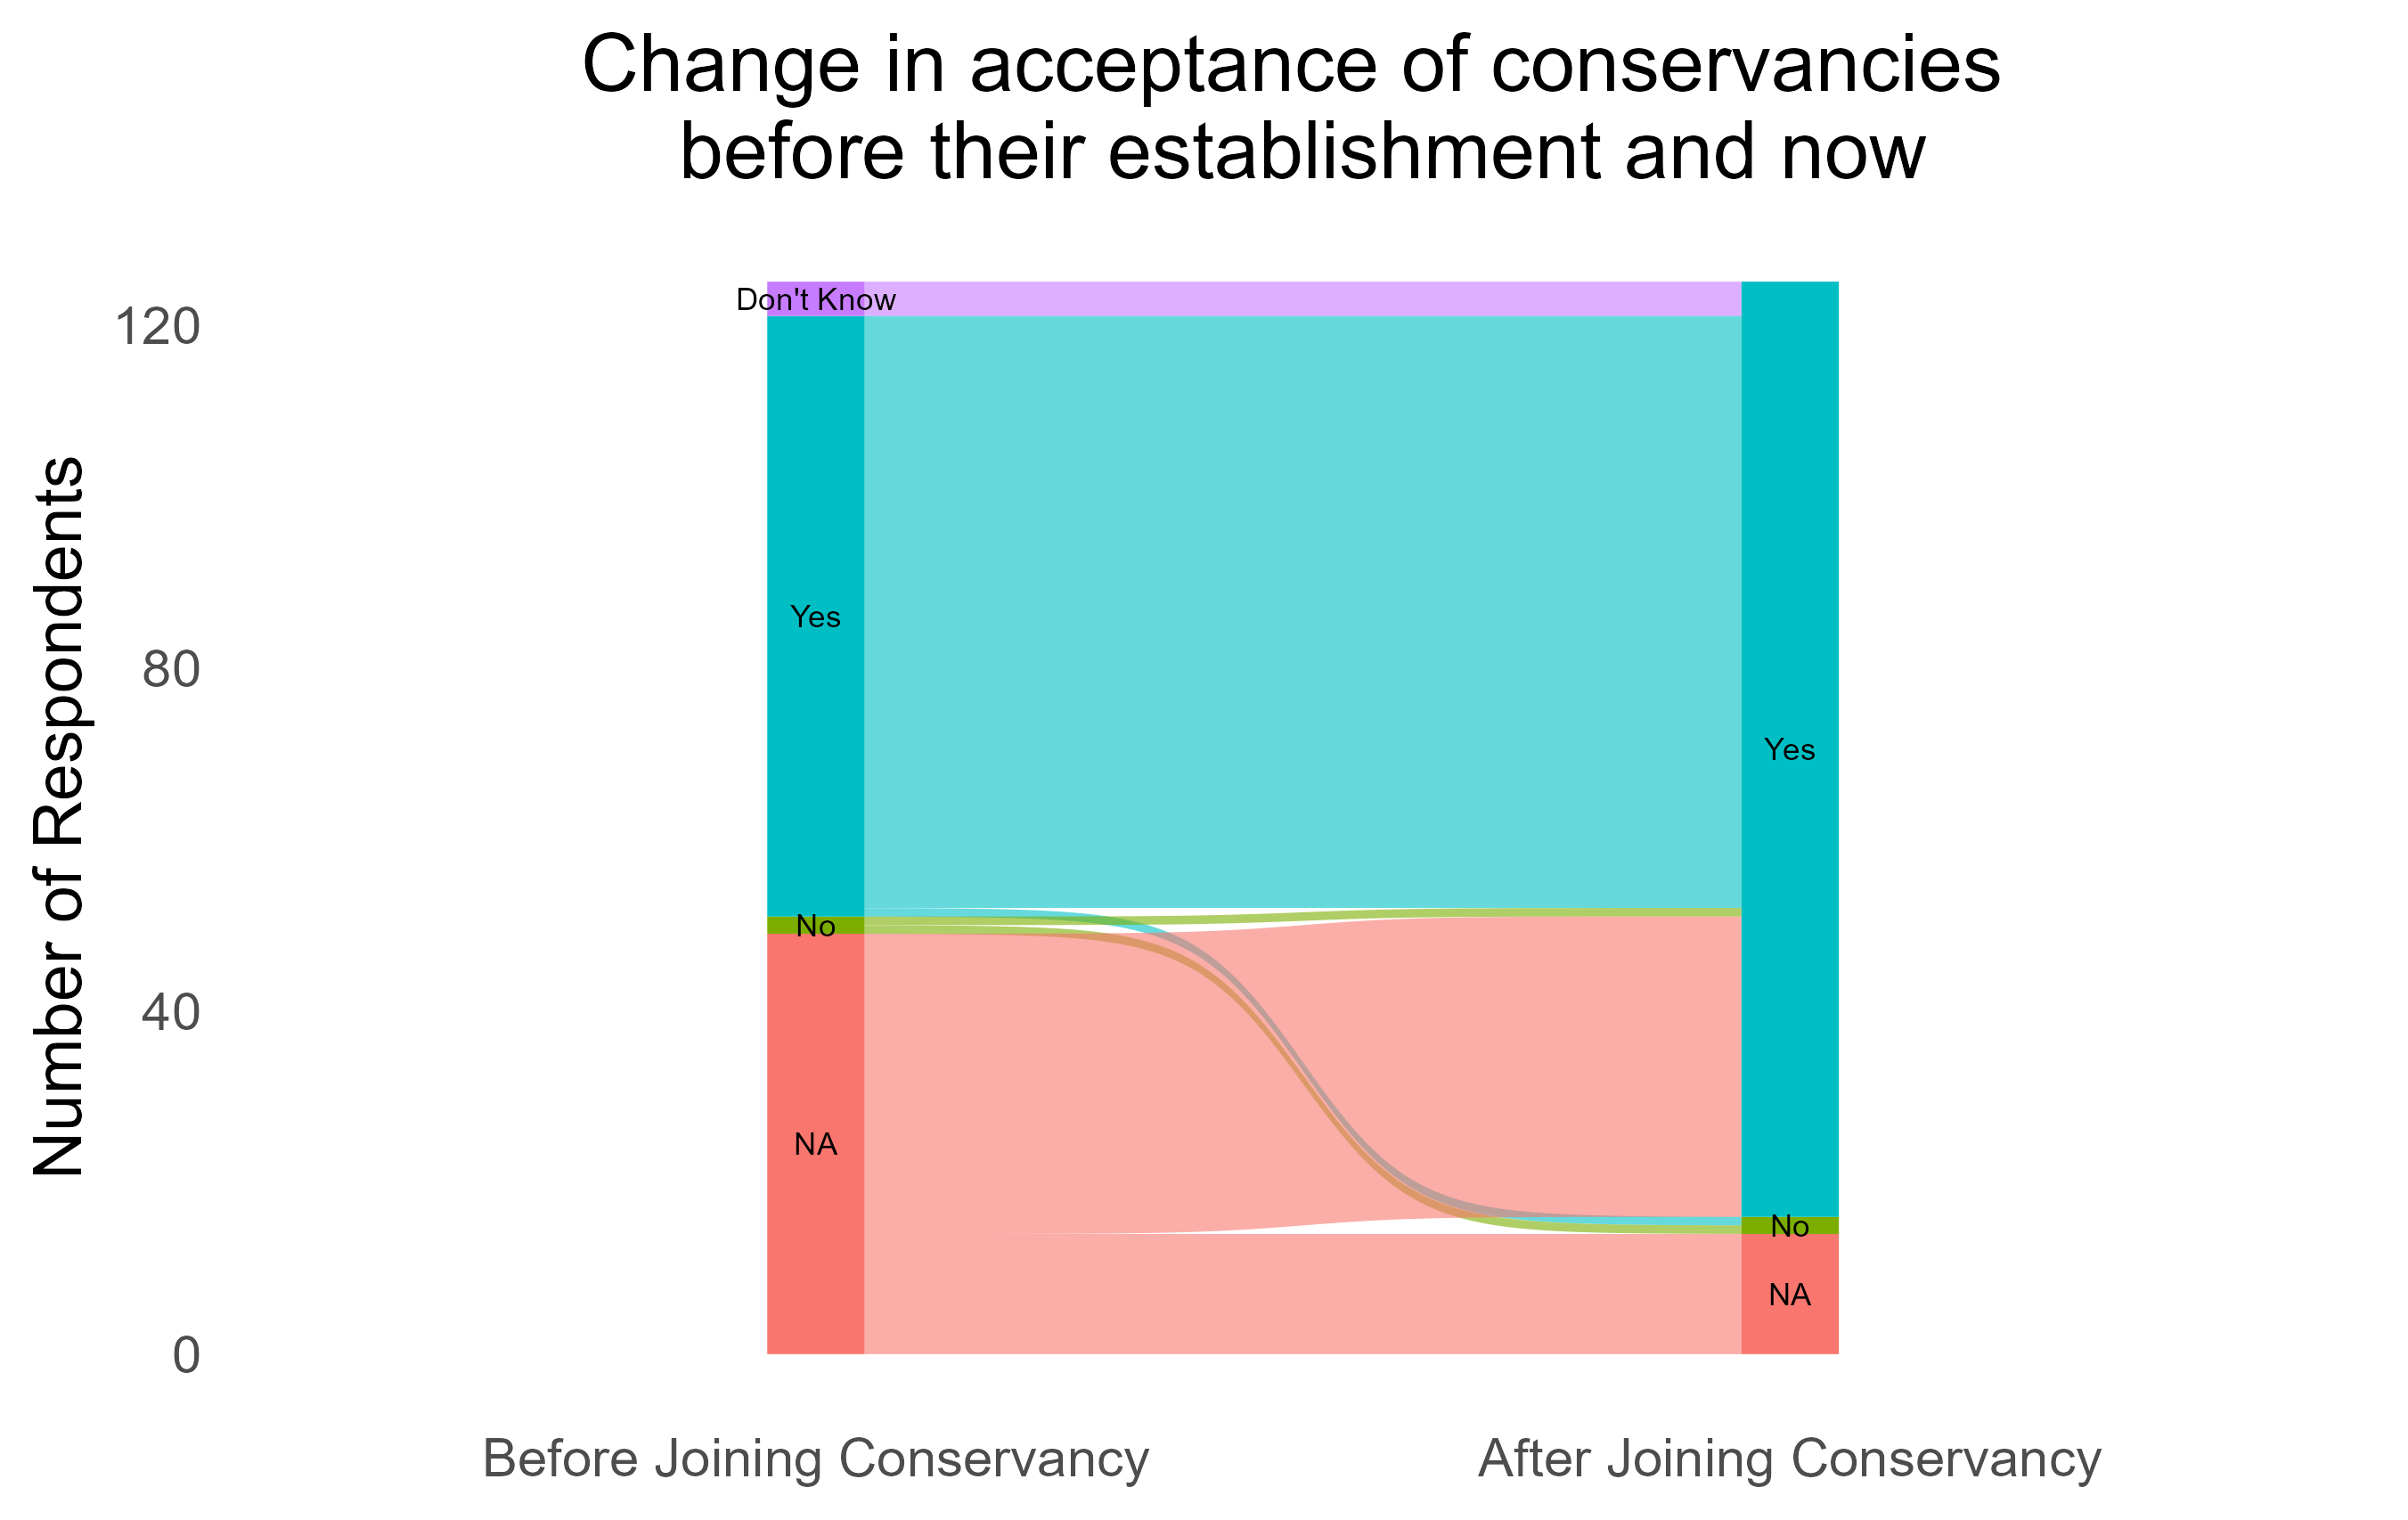 Change in acceptance of conservancies
before their establishment and now
Number of Respondents
120
80
40
0
Don't Know
Yes
No
NA
Yes
No
NA
Before Joining Conservancy
After Joining Conservancy